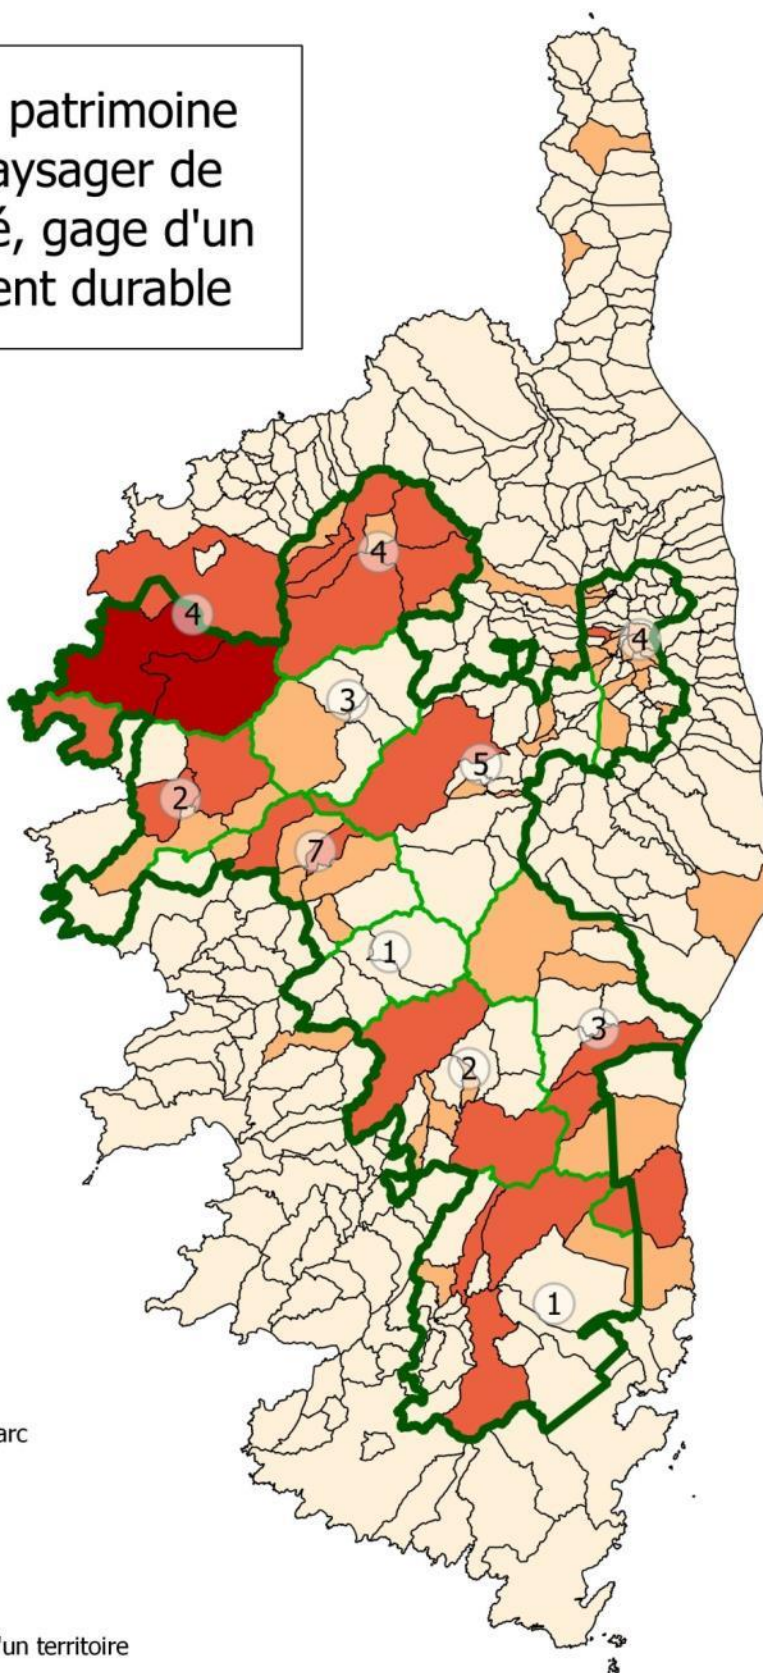 patrimoine
aysager de
é, gage d'un
ent durable
4
4
4
3
5
2
7
1
3
2
1
arc
'un territoire